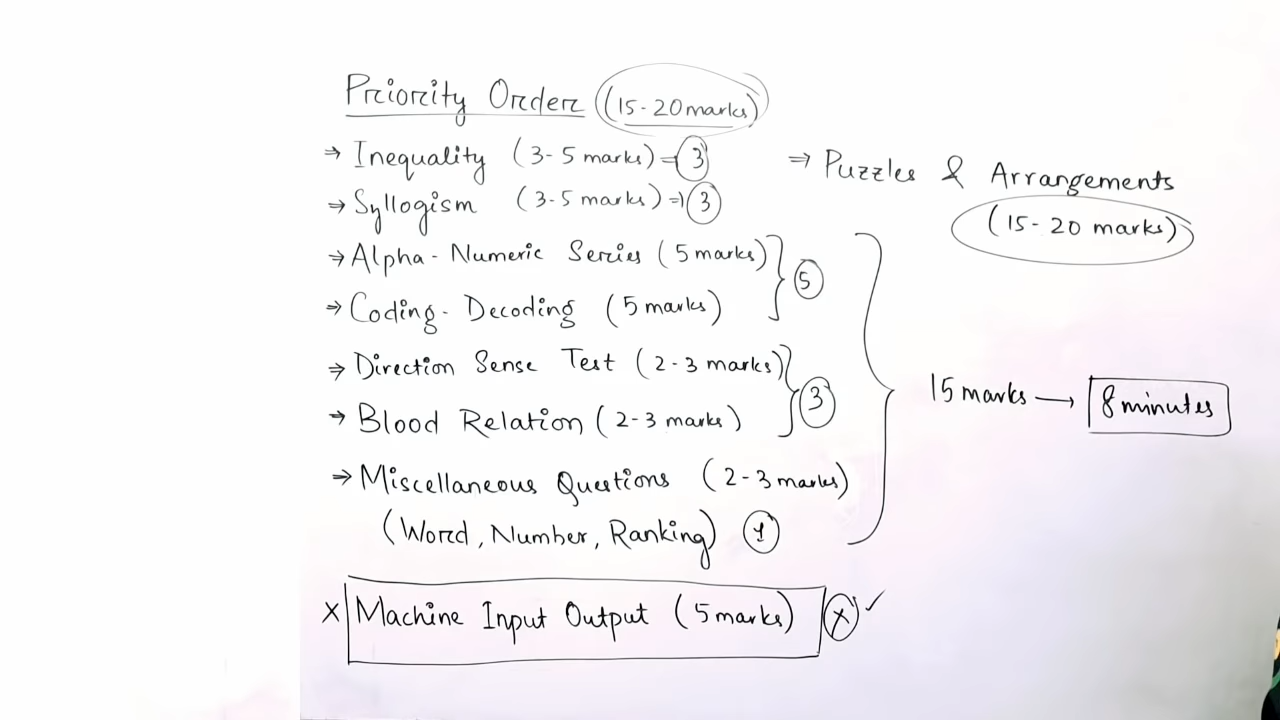 Priority Order (15-20 marks)
⇒ Inequality (3-5 marks) ⇒ 3
⇒ Syllogism (3-5 marks) ⇒ 3
⇒ Alpha-Numeric Series (5 marks)
5
⇒ Coding-Decoding (5 marks)
⇒ Direction Sense Test (2-3 marks)
3
⇒ Blood Relation (2-3 marks)
⇒ Miscellaneous Questions (2-3 marks)
(Word, Number, Ranking) 1
X Machine Input Output (5 marks) X ✓
⇒ Puzzles & Arrangements
(15-20 marks)
15 marks → 8 minutes